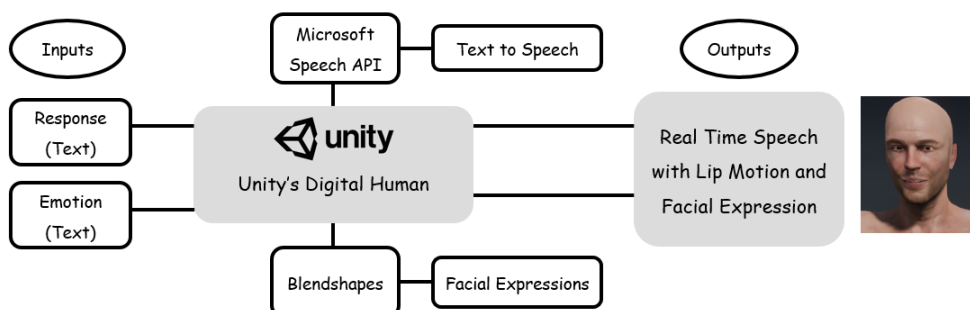 Inputs
Microsoft
Speech API
Text to Speech
Outputs
Response
(Text)
unity
Unity's Digital Human
Real Time Speech
with Lip Motion and
Facial Expression
Emotion
(Text)
Blendshapes
Facial Expressions